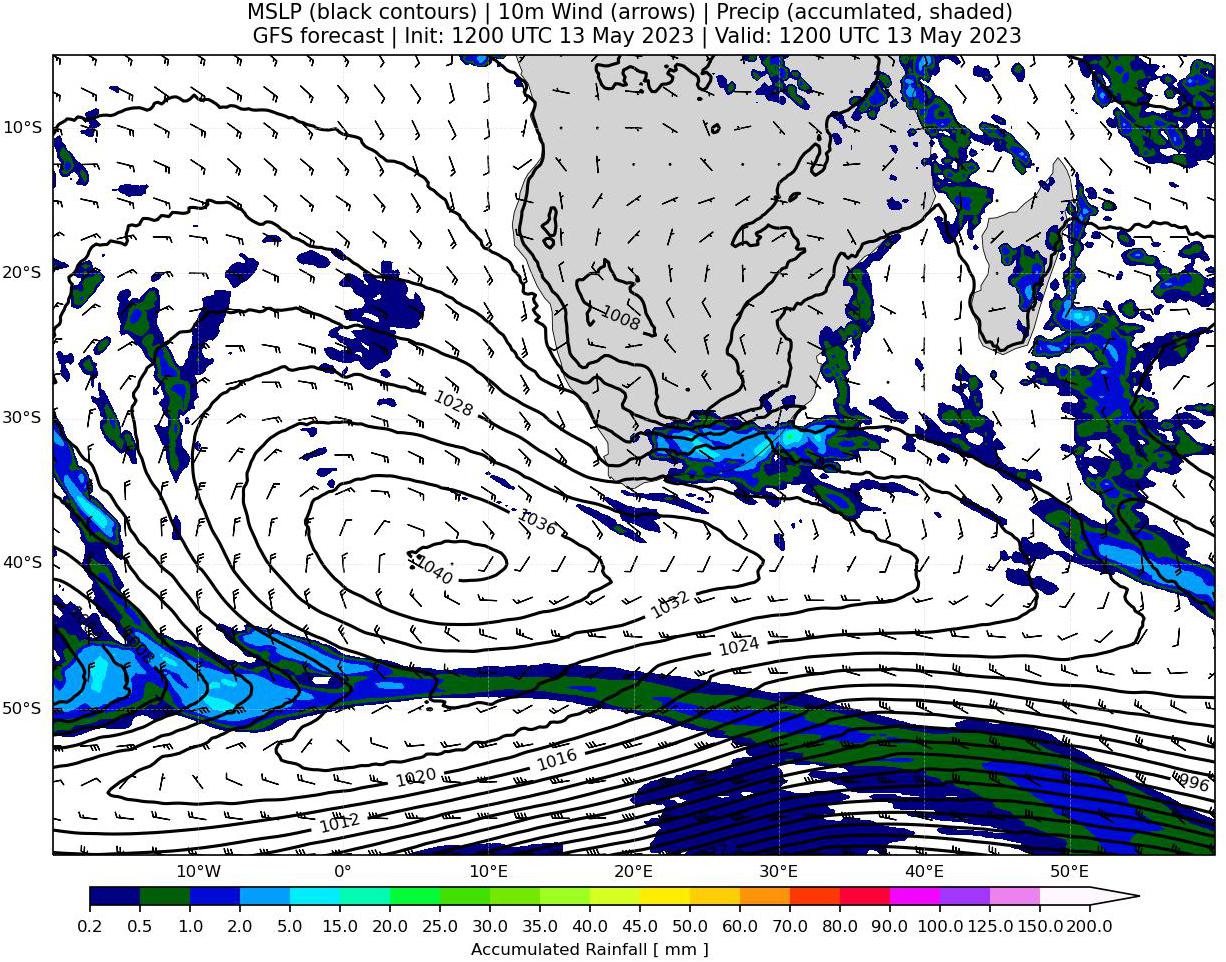 MSLP (black contours) | 10m Wind (arrows) | Precip (accumlated, shaded)
GFS forecast | Init: 1200 UTC 13 May 2023 | Valid: 1200 UTC 13 May 2023
10°S
20°S
1008
1028
30°S
1036
40°S
1040
1032
1024
50°S
1020
1016
996
1012
10°W 0° 10°E 20°E 30°E 40°E 50°E
0.2 0.5 1.0 2.0 5.0 10.0 15.0 20.0 25.0 30.0 35.0 40.0 45.0 50.0 60.0 70.0 80.0 90.0 100.0 125.0 150.0 200.0
Accumulated Rainfall [ mm ]